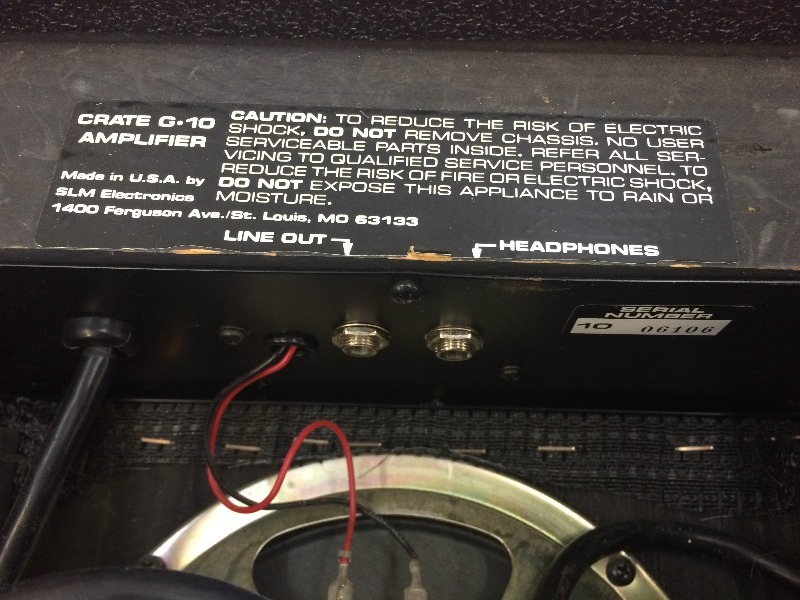 CRATE G•10
AMPLIFIER
Made in U.S.A. by
SLM Electronics
1400 Ferguson Ave./St. Louis, MO 63133
CAUTION: TO REDUCE THE RISK OF ELECTRIC
SHOCK, DO NOT REMOVE CHASSIS. NO USER
SERVICEABLE PARTS INSIDE. REFER ALL SER-
VICING TO QUALIFIED SERVICE PERSONNEL. TO
REDUCE THE RISK OF FIRE OR ELECTRIC SHOCK,
DO NOT EXPOSE THIS APPLIANCE TO RAIN OR
MOISTURE.
LINE OUT
HEADPHONES
SERIAL
NUMBER
10 06106